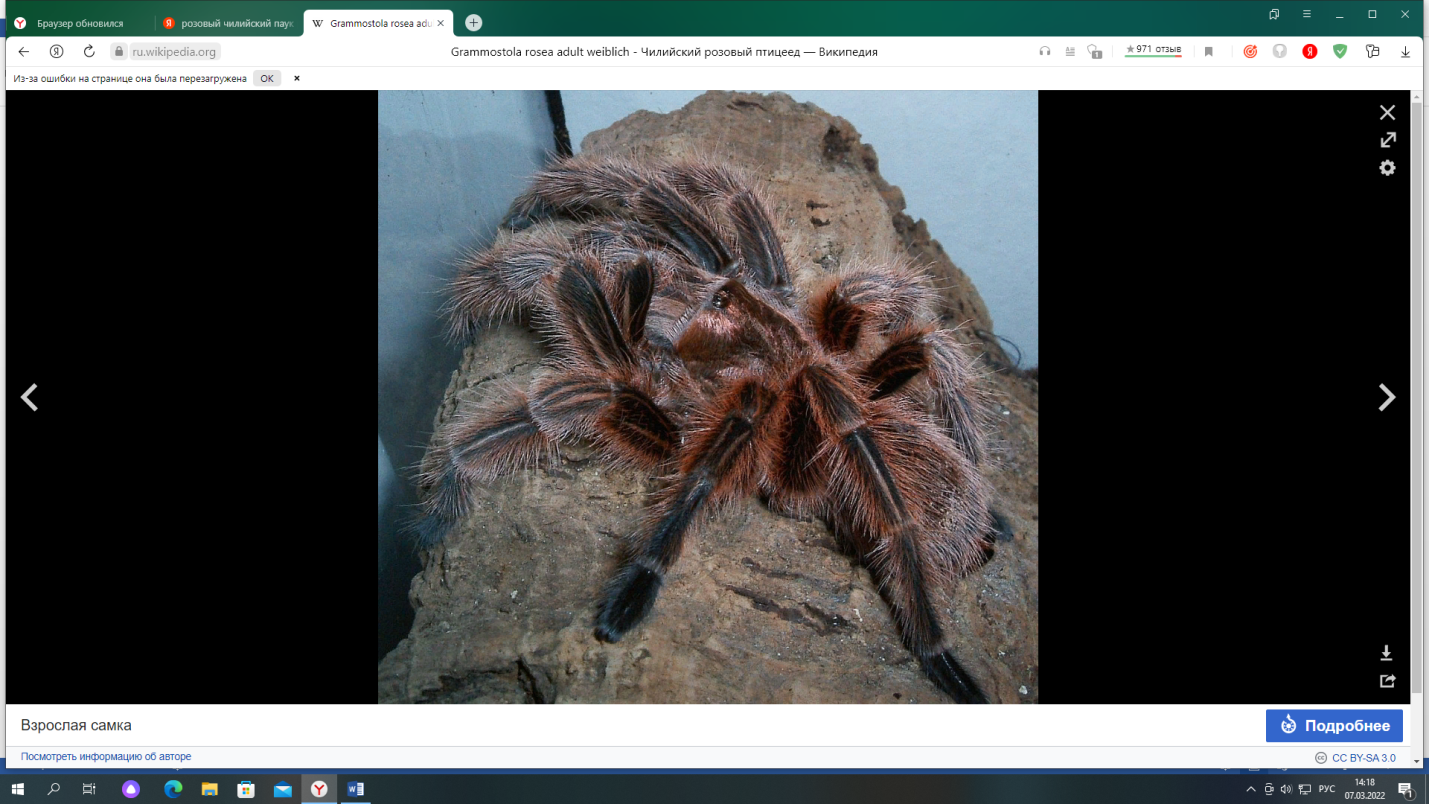 Браузер обновился
розовый чилийский паук
Grammostola rosea adu
ru.wikipedia.org
Grammostola rosea adult weiblich - Чилийский розовый птицеед — Википедия
★ 971 отзыв
Из-за ошибки на странице она была перезагружена
ОК
Взрослая самка
Подробнее
Посмотреть информацию об авторе
CC BY-SA 3.0
РУС
14:18
07.03.2022